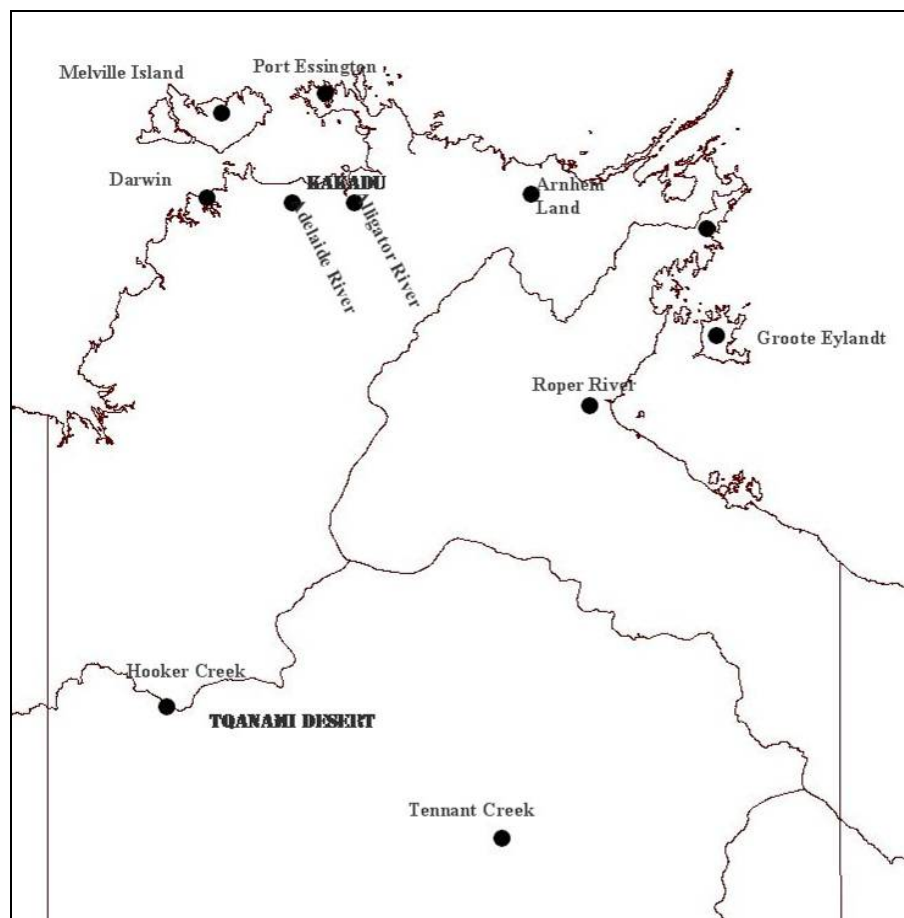 Port Essington
Melville Island
Darwin
KAKADU
Arnhem
Land
Adelaide River
Alligator River
Groote Eylandt
Roper River
Hooker Creek
TQANAMI DESERT
Tennant Creek